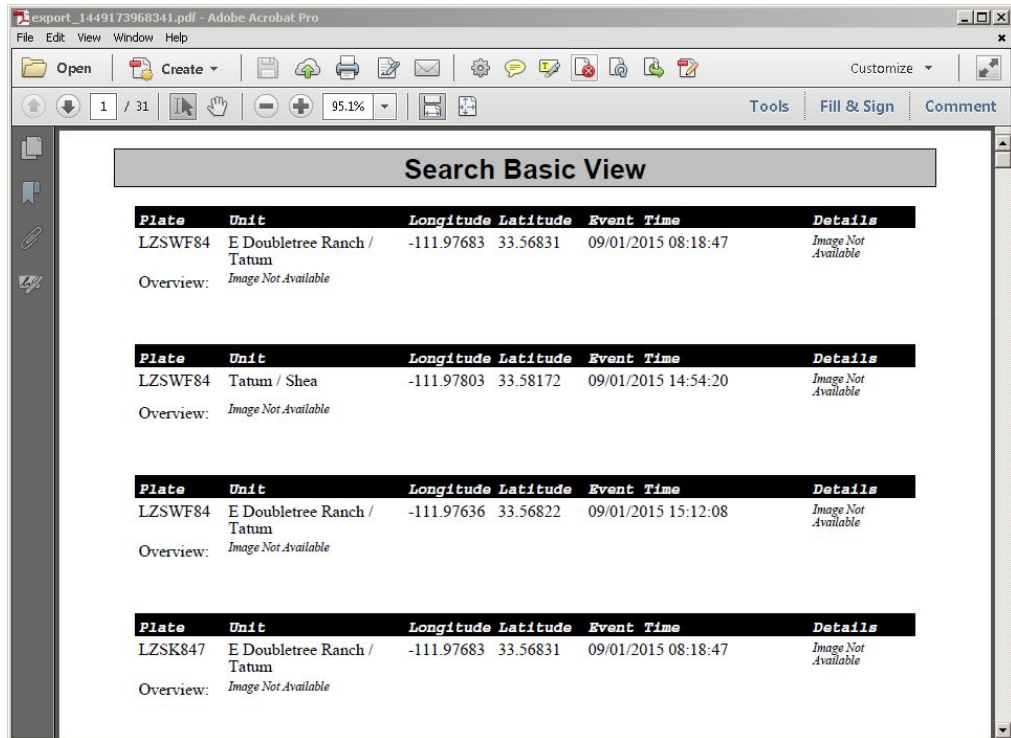 export_1449173968341.pdf - Adobe Acrobat Pro
File Edit View Window Help
Open Create Customize
1 / 31 95.1% Tools Fill & Sign Comment
Search Basic View
Plate Unit Longitude Latitude Event Time Details
LZSWF84 E Doubletree Ranch / -111.97683 33.56831 09/01/2015 08:18:47 Image Not
Tatum Available
Overview: Image Not Available
Plate Unit Longitude Latitude Event Time Details
LZSWF84 Tatum / Shea -111.97803 33.58172 09/01/2015 14:54:20 Image Not
Available
Overview: Image Not Available
Plate Unit Longitude Latitude Event Time Details
LZSWF84 E Doubletree Ranch / -111.97636 33.56822 09/01/2015 15:12:08 Image Not
Tatum Available
Overview: Image Not Available
Plate Unit Longitude Latitude Event Time Details
LZSK847 E Doubletree Ranch / -111.97683 33.56831 09/01/2015 08:18:47 Image Not
Tatum Available
Overview: Image Not Available